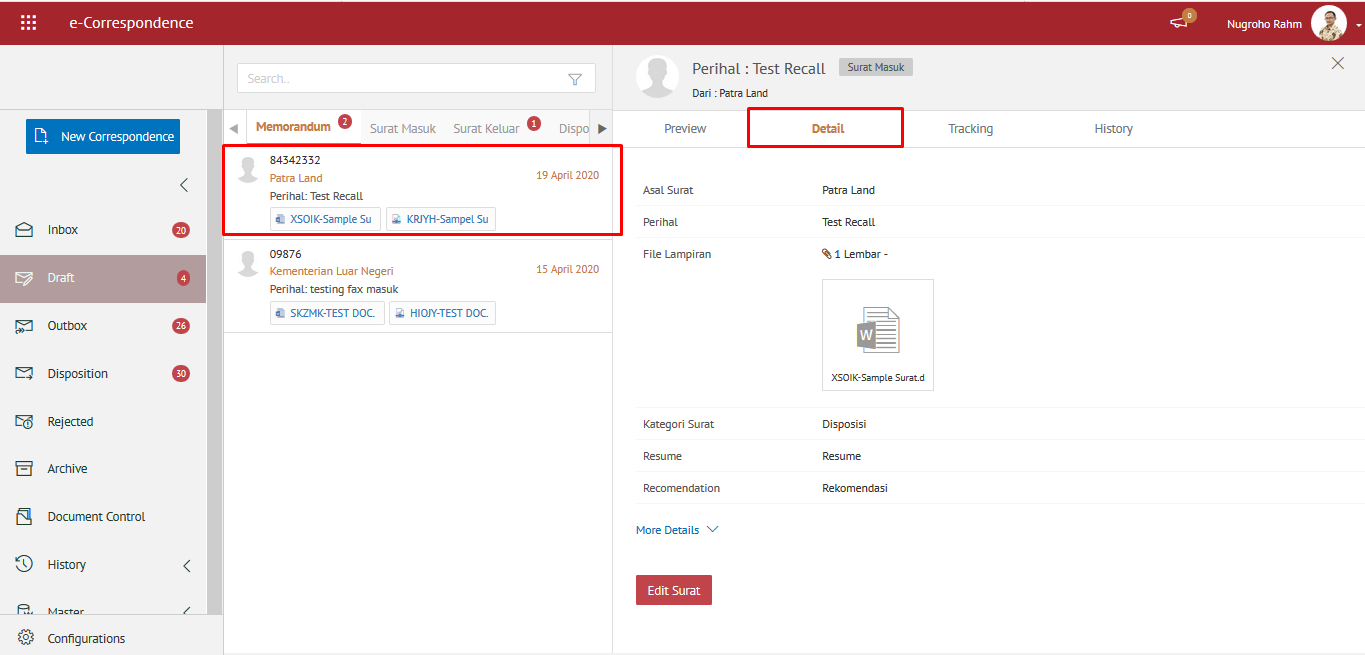 e-Correspondence
0
Nugroho Rahm
New Correspondence
Inbox 20
Draft 4
Outbox 26
Disposition 30
Rejected
Archive
Document Control
History
Master
Configurations
Search..
Memorandum 2 Surat Masuk Surat Keluar 1 Dispo
84342332
Patra Land 19 April 2020
Perihal: Test Recall
XSOIK-Sample Su KRJYH-Sampel Su
09876
Kementerian Luar Negeri 15 April 2020
Perihal: testing fax masuk
SKZMK-TEST DOC. HIOJY-TEST DOC.
Perihal : Test Recall Surat Masuk
Dari : Patra Land
Preview Detail Tracking History
Asal Surat Patra Land
Perihal Test Recall
File Lampiran 1 Lembar -
W
XSOIK-Sample Surat.d
Kategori Surat Disposisi
Resume Resume
Recomendation Rekomendasi
More Details
Edit Surat